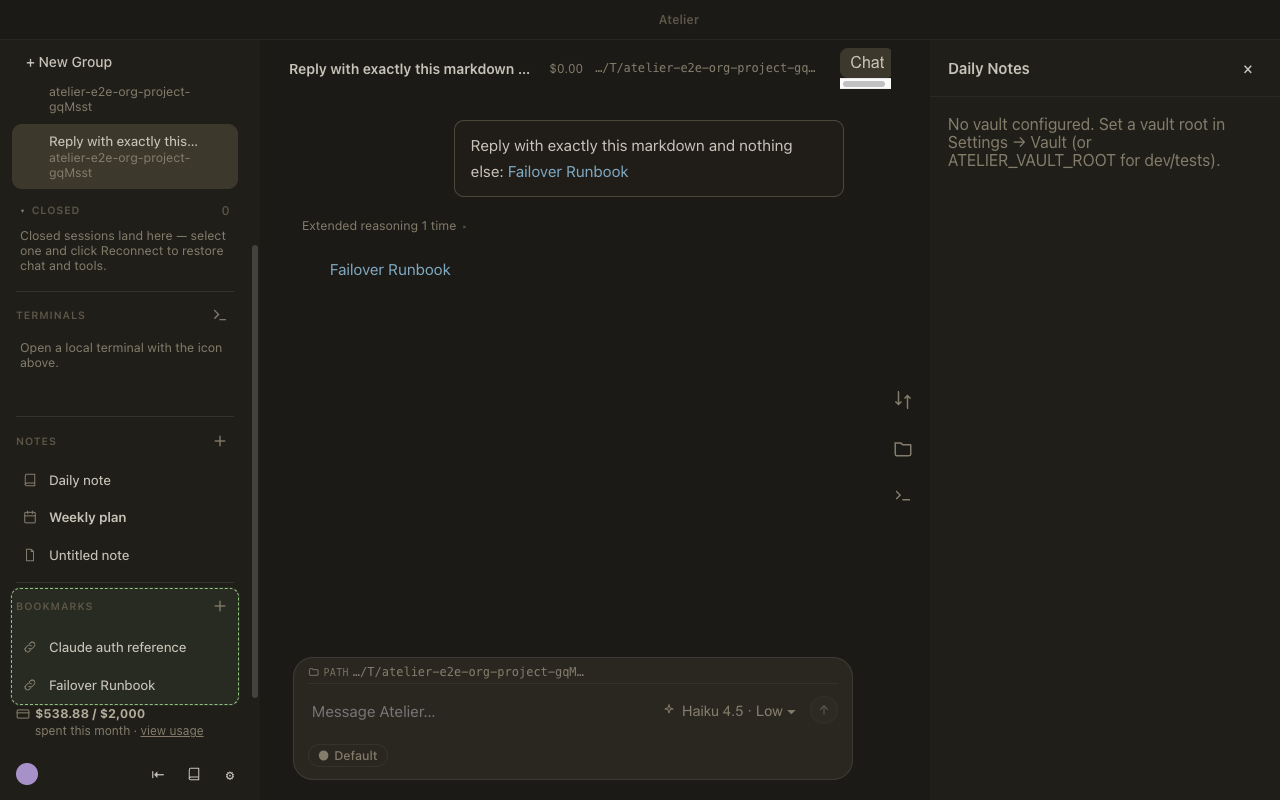 Atelier
+ New Group
atelier-e2e-org-project-
gqMsst
Reply with exactly this...
atelier-e2e-org-project-
gqMsst
CLOSED 0
Closed sessions land here — select
one and click Reconnect to restore
chat and tools.
TERMINALS
Open a local terminal with the icon
above.
NOTES
Daily note
Weekly plan
Untitled note
BOOKMARKS
Claude auth reference
Failover Runbook
$538.88 / $2,000
spent this month · view usage
Reply with exactly this markdown ... $0.00 …/T/atelier-e2e-org-project-gq… Chat
Reply with exactly this markdown and nothing
else: Failover Runbook
Extended reasoning 1 time
Failover Runbook
PATH …/T/atelier-e2e-org-project-gqM…
Message Atelier...
Haiku 4.5 · Low
Default
Daily Notes ×
No vault configured. Set a vault root in
Settings → Vault (or
ATELIER_VAULT_ROOT for dev/tests).